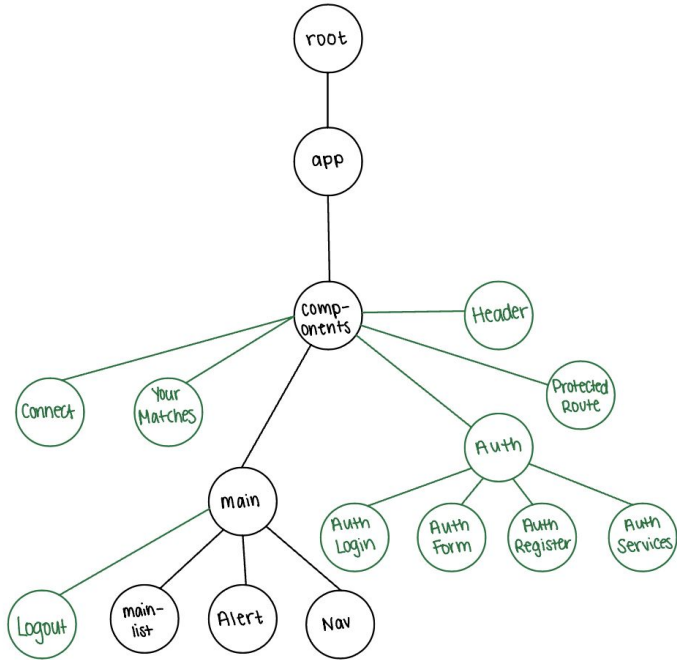 root
app
comp-
onents
Header
Connect
Your
Matches
Protected
Route
Auth
main
Auth
Login
Auth
Form
Auth
Register
Auth
Services
Logout
main-
list
Alert
Nav